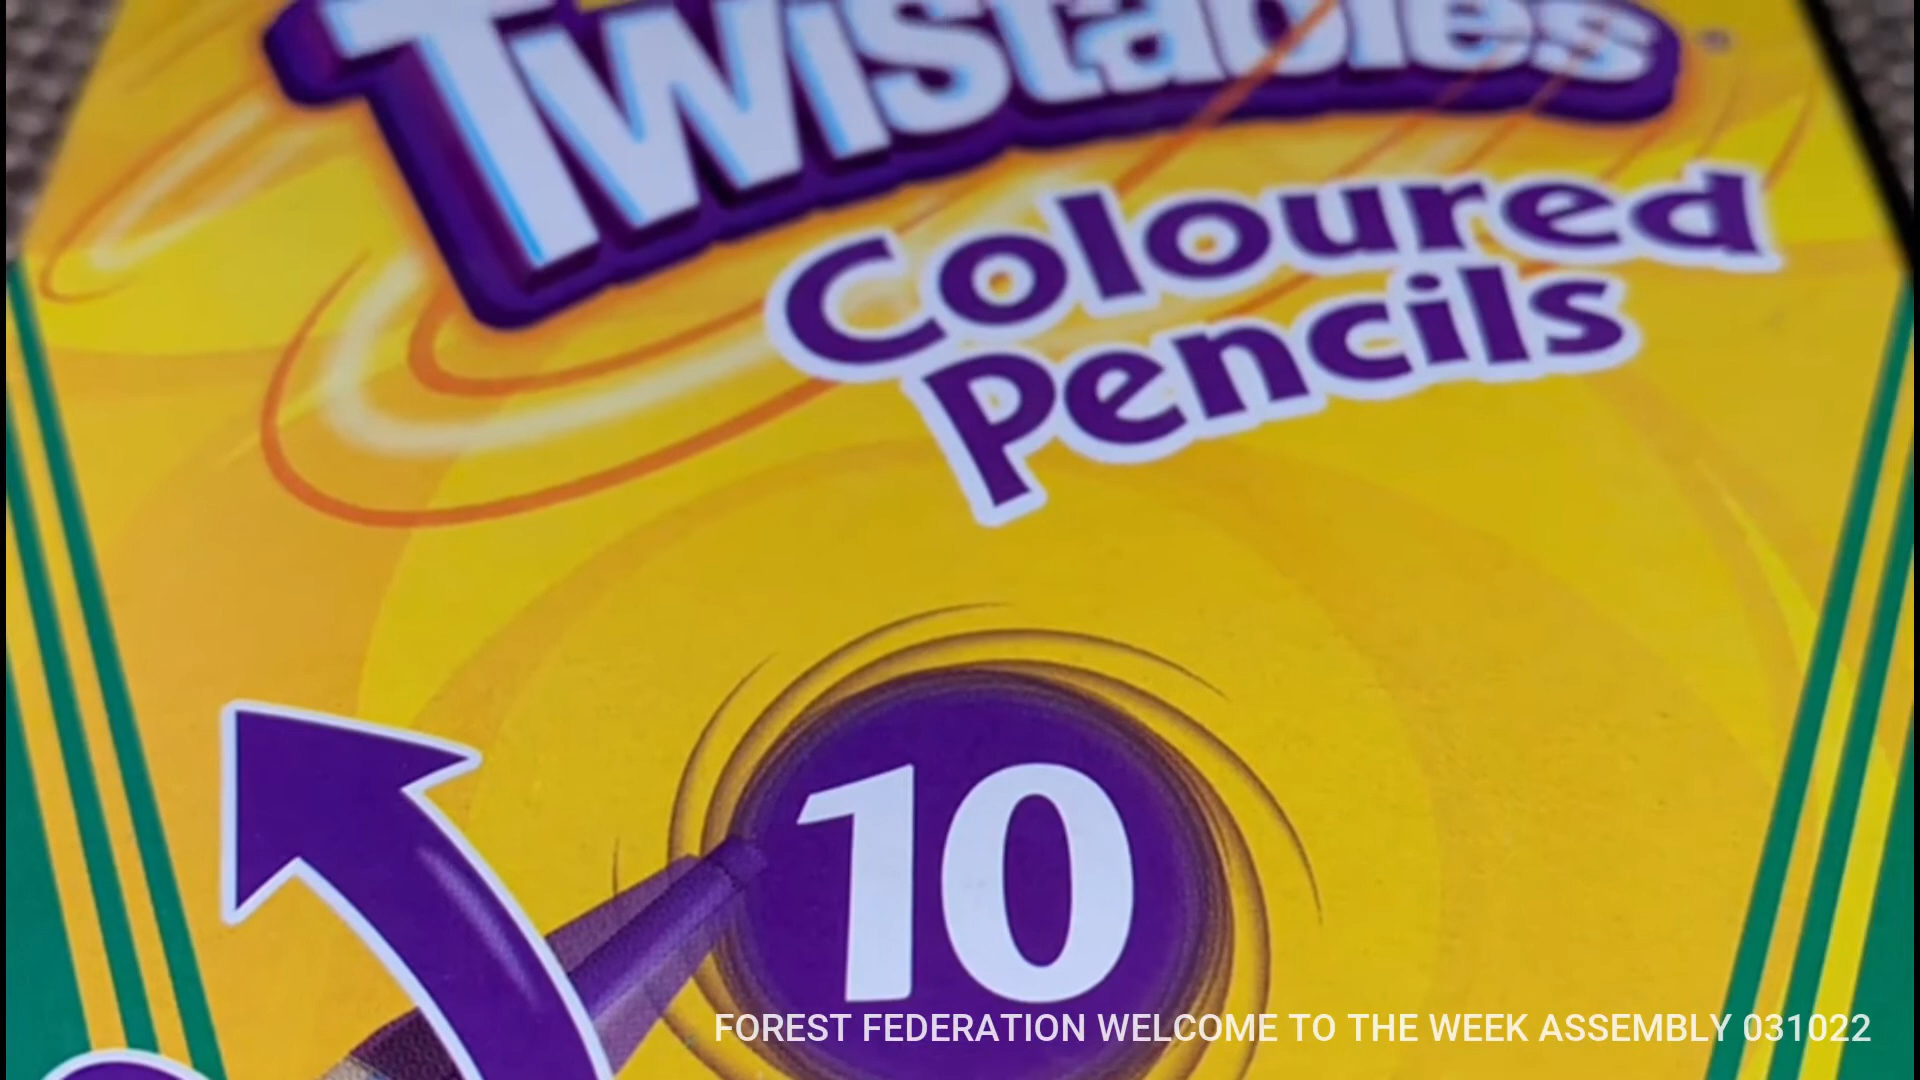 Twistables
Coloured
Pencils
10
FOREST FEDERATION WELCOME TO THE WEEK ASSEMBLY 031022